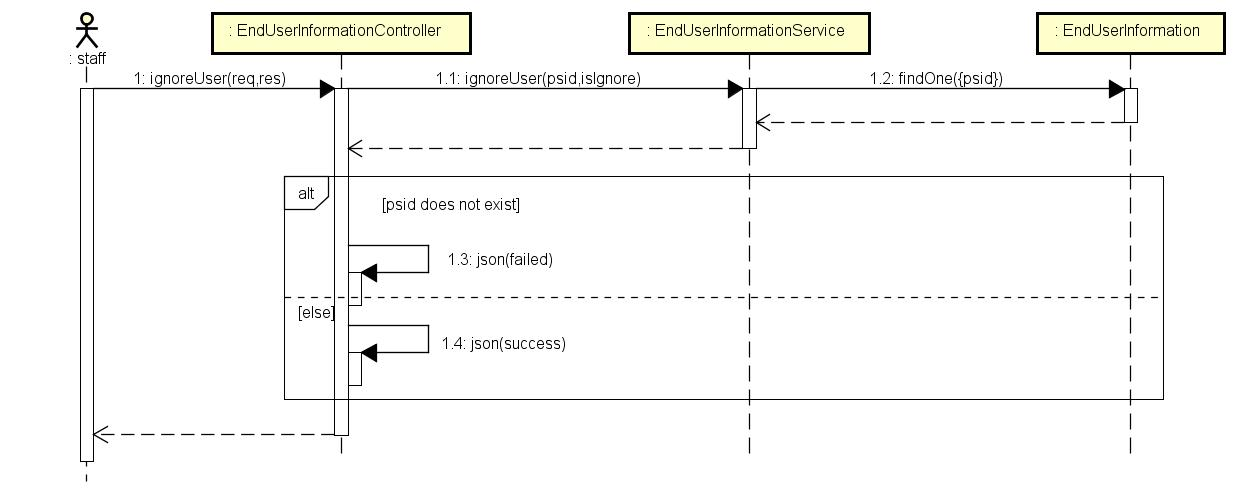 : EndUserInformationController
: EndUserInformationService
: EndUserInformation
: staff
1: ignoreUser(req,res)
1.1: ignoreUser(psid,isIgnore)
1.2: findOne({psid})
alt
[psid does not exist]
1.3: json(failed)
[else]
1.4: json(success)